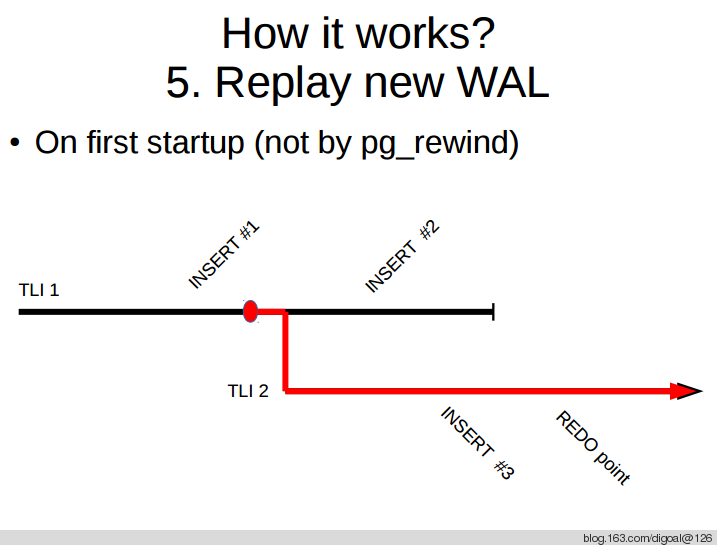 How it works?
5. Replay new WAL
• On first startup (not by pg_rewind)
INSERT #1
INSERT #2
TLI 1
TLI 2
INSERT #3
REDO point
blog.163.com/digoal@126